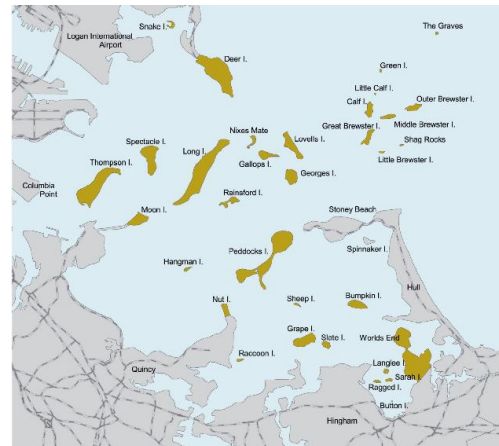 The Graves
Snake I.
Logan International
Airport
Deer I.
Green I.
Little Calf I.
Calf I.
Outer Brewster I.
Great Brewster I.
Middle Brewster I.
Nixes Mate
Lovells I.
Shag Rocks
Spectacle I.
Long I.
Little Brewster I.
Thompson I.
Gallops I.
Georges I.
Columbia
Point
Rainsford I.
Moon I.
Stoney Beach
Spinnaker I.
Peddocks I.
Hangman I.
Hull
Nut I.
Sheep I.
Bumpkin I.
Grape I.
Slate I.
Worlds End
Raccoon I.
Langlee I.
Quincy
Sarah I.
Ragged I.
Button I.
Hingham